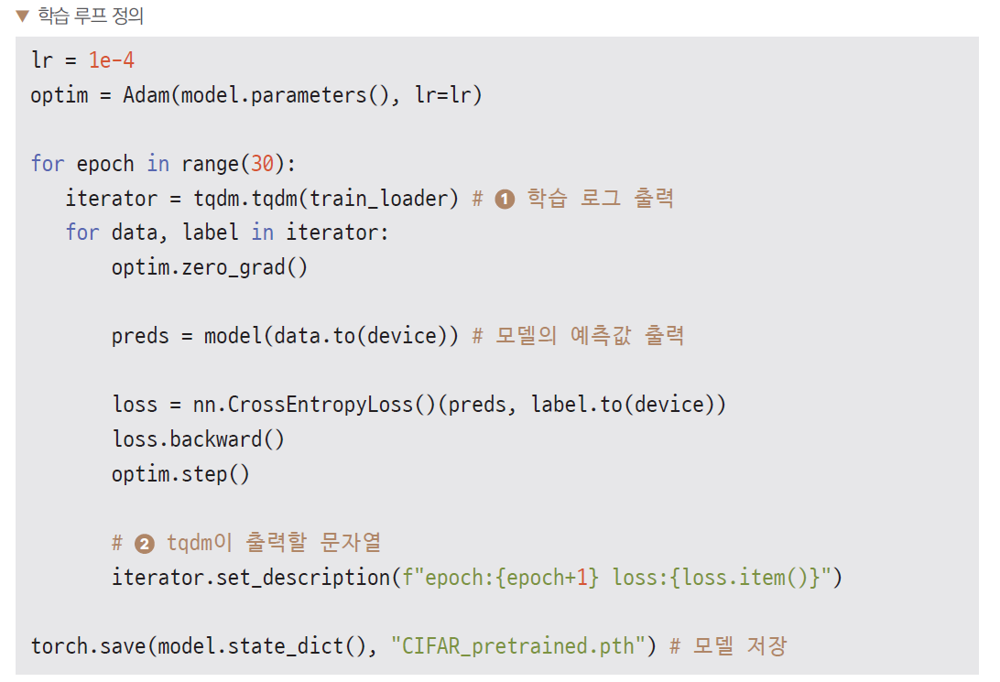 ▼ 학습 루프 정의
lr = 1e-4
optim = Adam(model.parameters(), lr=lr)
for epoch in range(30):
iterator = tqdm.tqdm(train_loader) # ❶ 학습 로그 출력
for data, label in iterator:
optim.zero_grad()
preds = model(data.to(device)) # 모델의 예측값 출력
loss = nn.CrossEntropyLoss()(preds, label.to(device))
loss.backward()
optim.step()
# ❷ tqdm이 출력할 문자열
iterator.set_description(f"epoch:{epoch+1} loss:{loss.item()}")
torch.save(model.state_dict(), "CIFAR_pretrained.pth") # 모델 저장